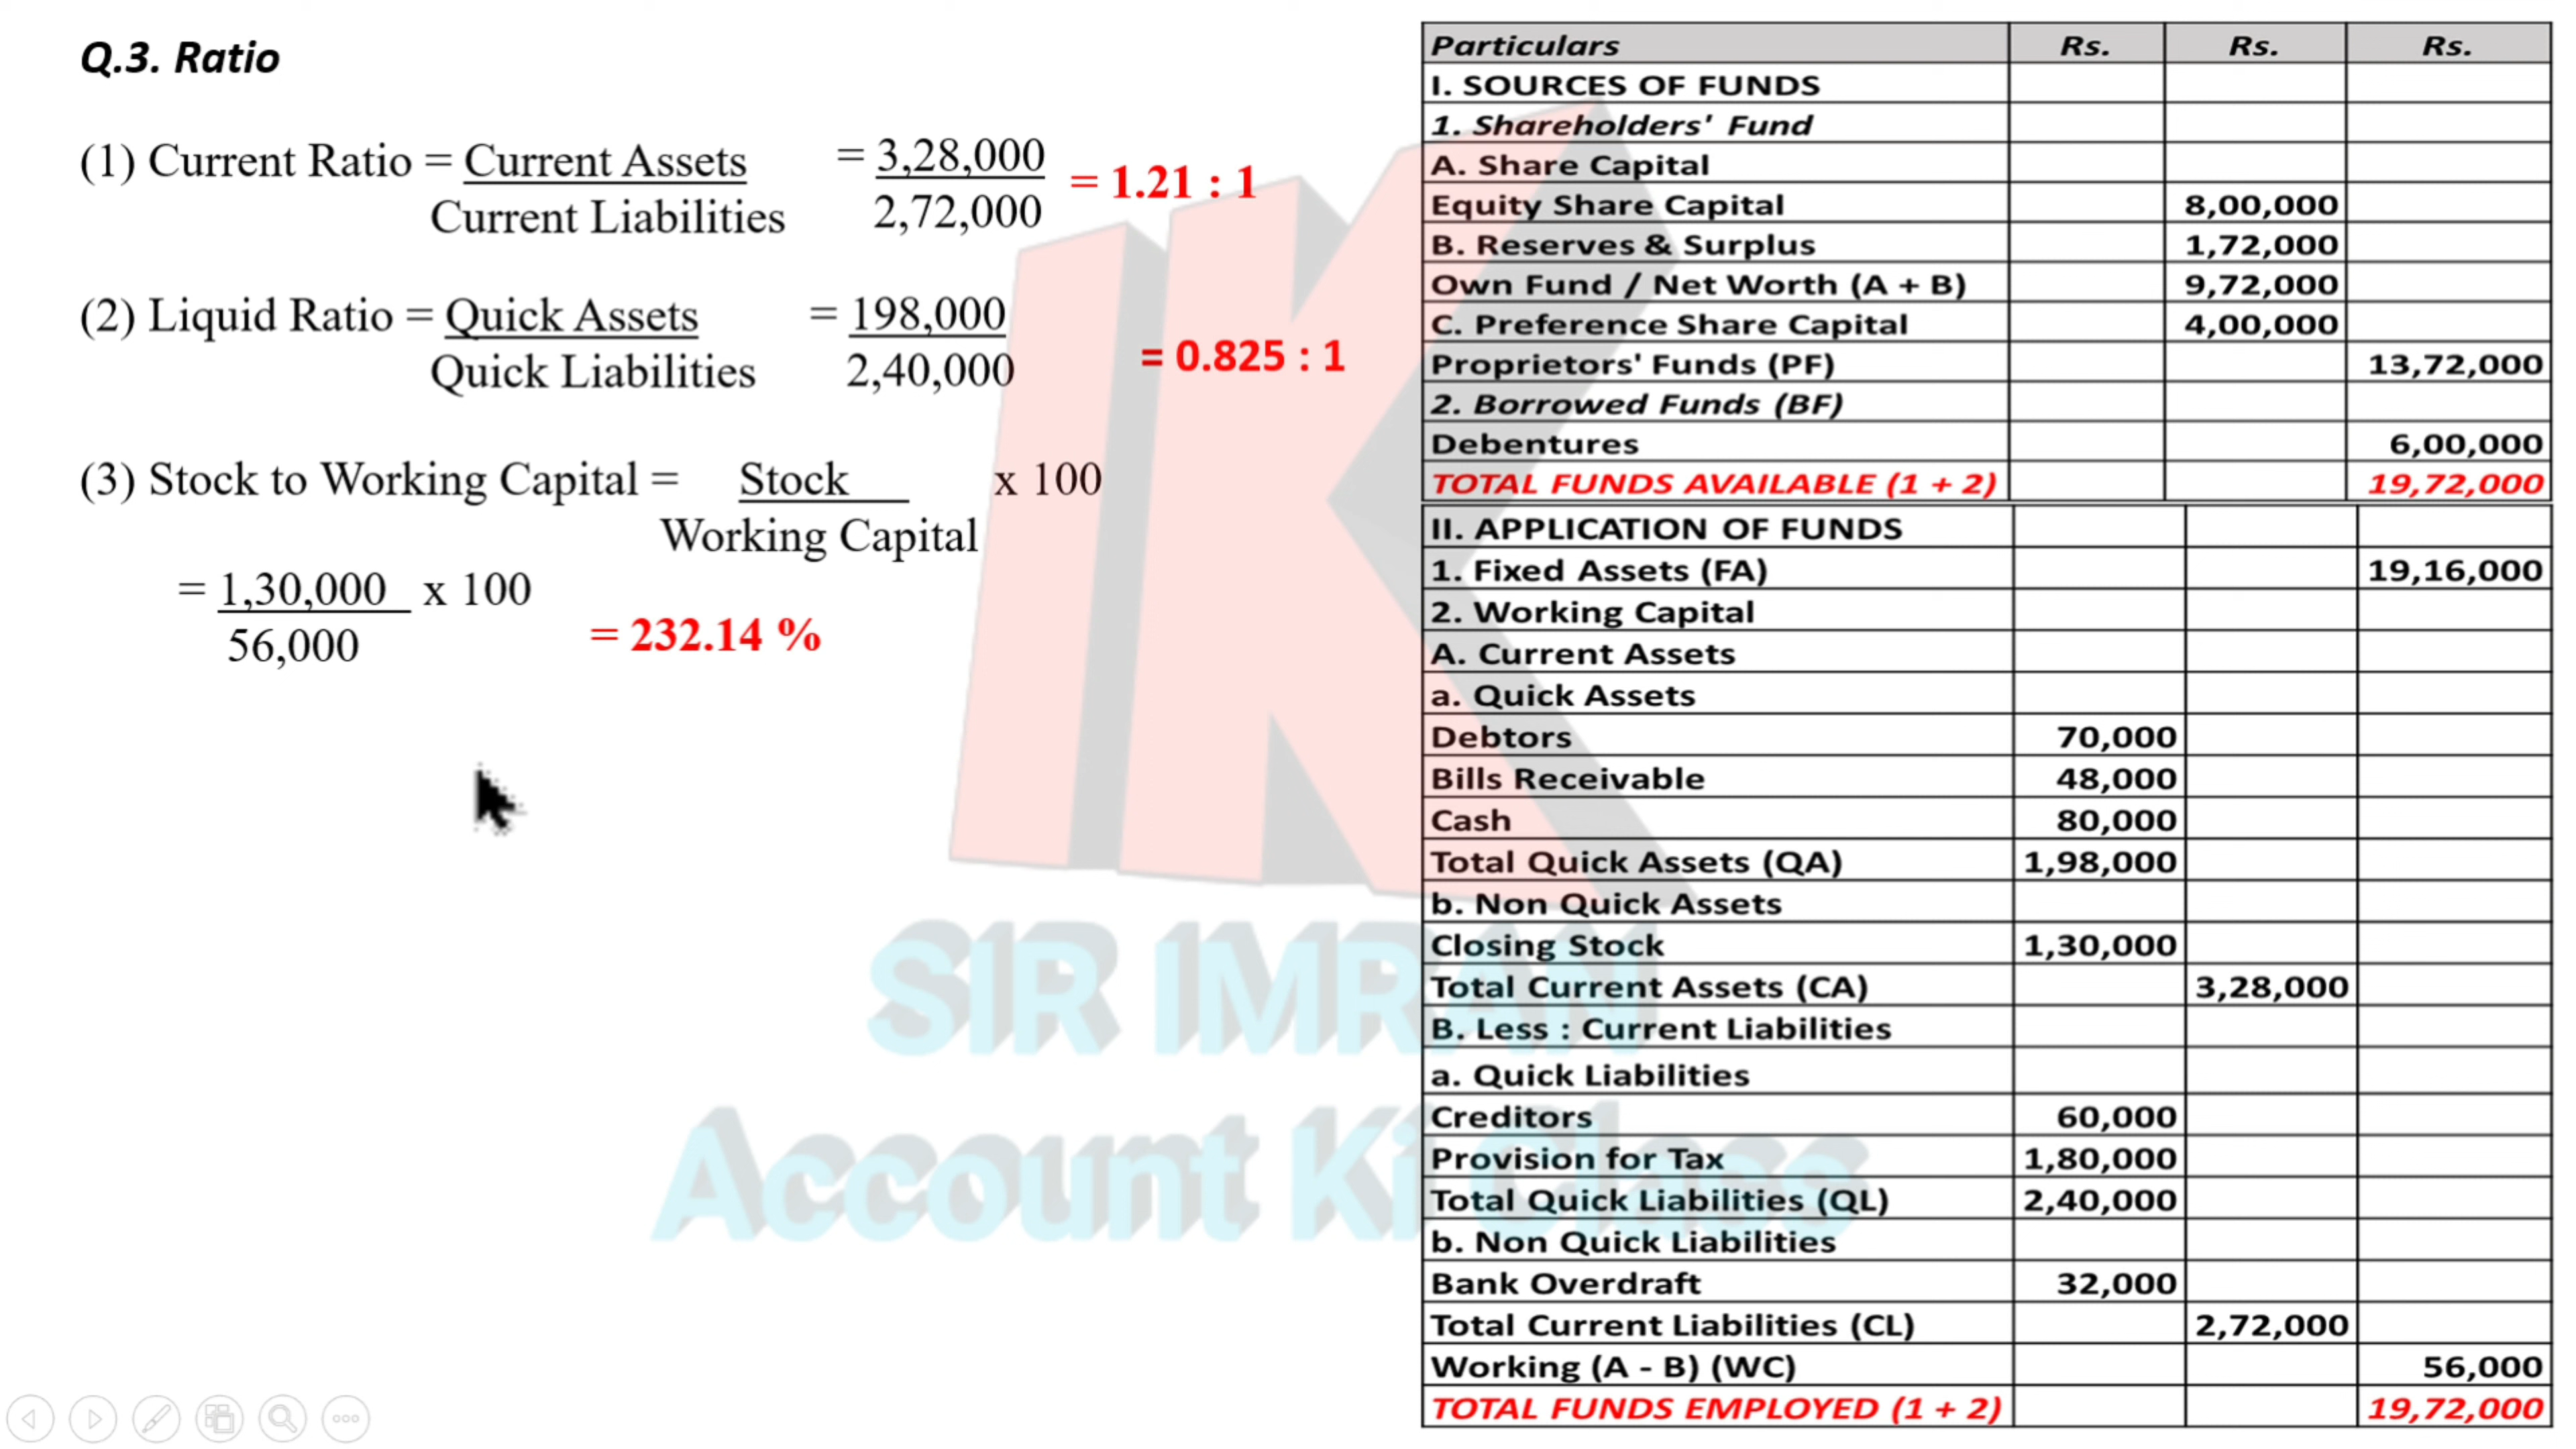 Q.3. Ratio
(1) Current Ratio = Current Assets = 3,28,000 = 1.21 : 1
Current Liabilities 2,72,000
(2) Liquid Ratio = Quick Assets = 198,000 = 0.825 : 1
Quick Liabilities 2,40,000
(3) Stock to Working Capital = Stock x 100
Working Capital
= 1,30,000 x 100 = 232.14 %
56,000
Particulars Rs. Rs. Rs.
I. SOURCES OF FUNDS
1. Shareholders' Fund
A. Share Capital
Equity Share Capital 8,00,000
B. Reserves & Surplus 1,72,000
Own Fund / Net Worth (A + B) 9,72,000
C. Preference Share Capital 4,00,000
Proprietors' Funds (PF) 13,72,000
2. Borrowed Funds (BF)
Debentures 6,00,000
TOTAL FUNDS AVAILABLE (1 + 2) 19,72,000
II. APPLICATION OF FUNDS
1. Fixed Assets (FA) 19,16,000
2. Working Capital
A. Current Assets
a. Quick Assets
Debtors 70,000
Bills Receivable 48,000
Cash 80,000
Total Quick Assets (QA) 1,98,000
b. Non Quick Assets
Closing Stock 1,30,000
Total Current Assets (CA) 3,28,000
B. Less : Current Liabilities
a. Quick Liabilities
Creditors 60,000
Provision for Tax 1,80,000
Total Quick Liabilities (QL) 2,40,000
b. Non Quick Liabilities
Bank Overdraft 32,000
Total Current Liabilities (CL) 2,72,000
Working (A - B) (WC) 56,000
TOTAL FUNDS EMPLOYED (1 + 2) 19,72,000
IK
SIR IMRAN
Account Ki Class